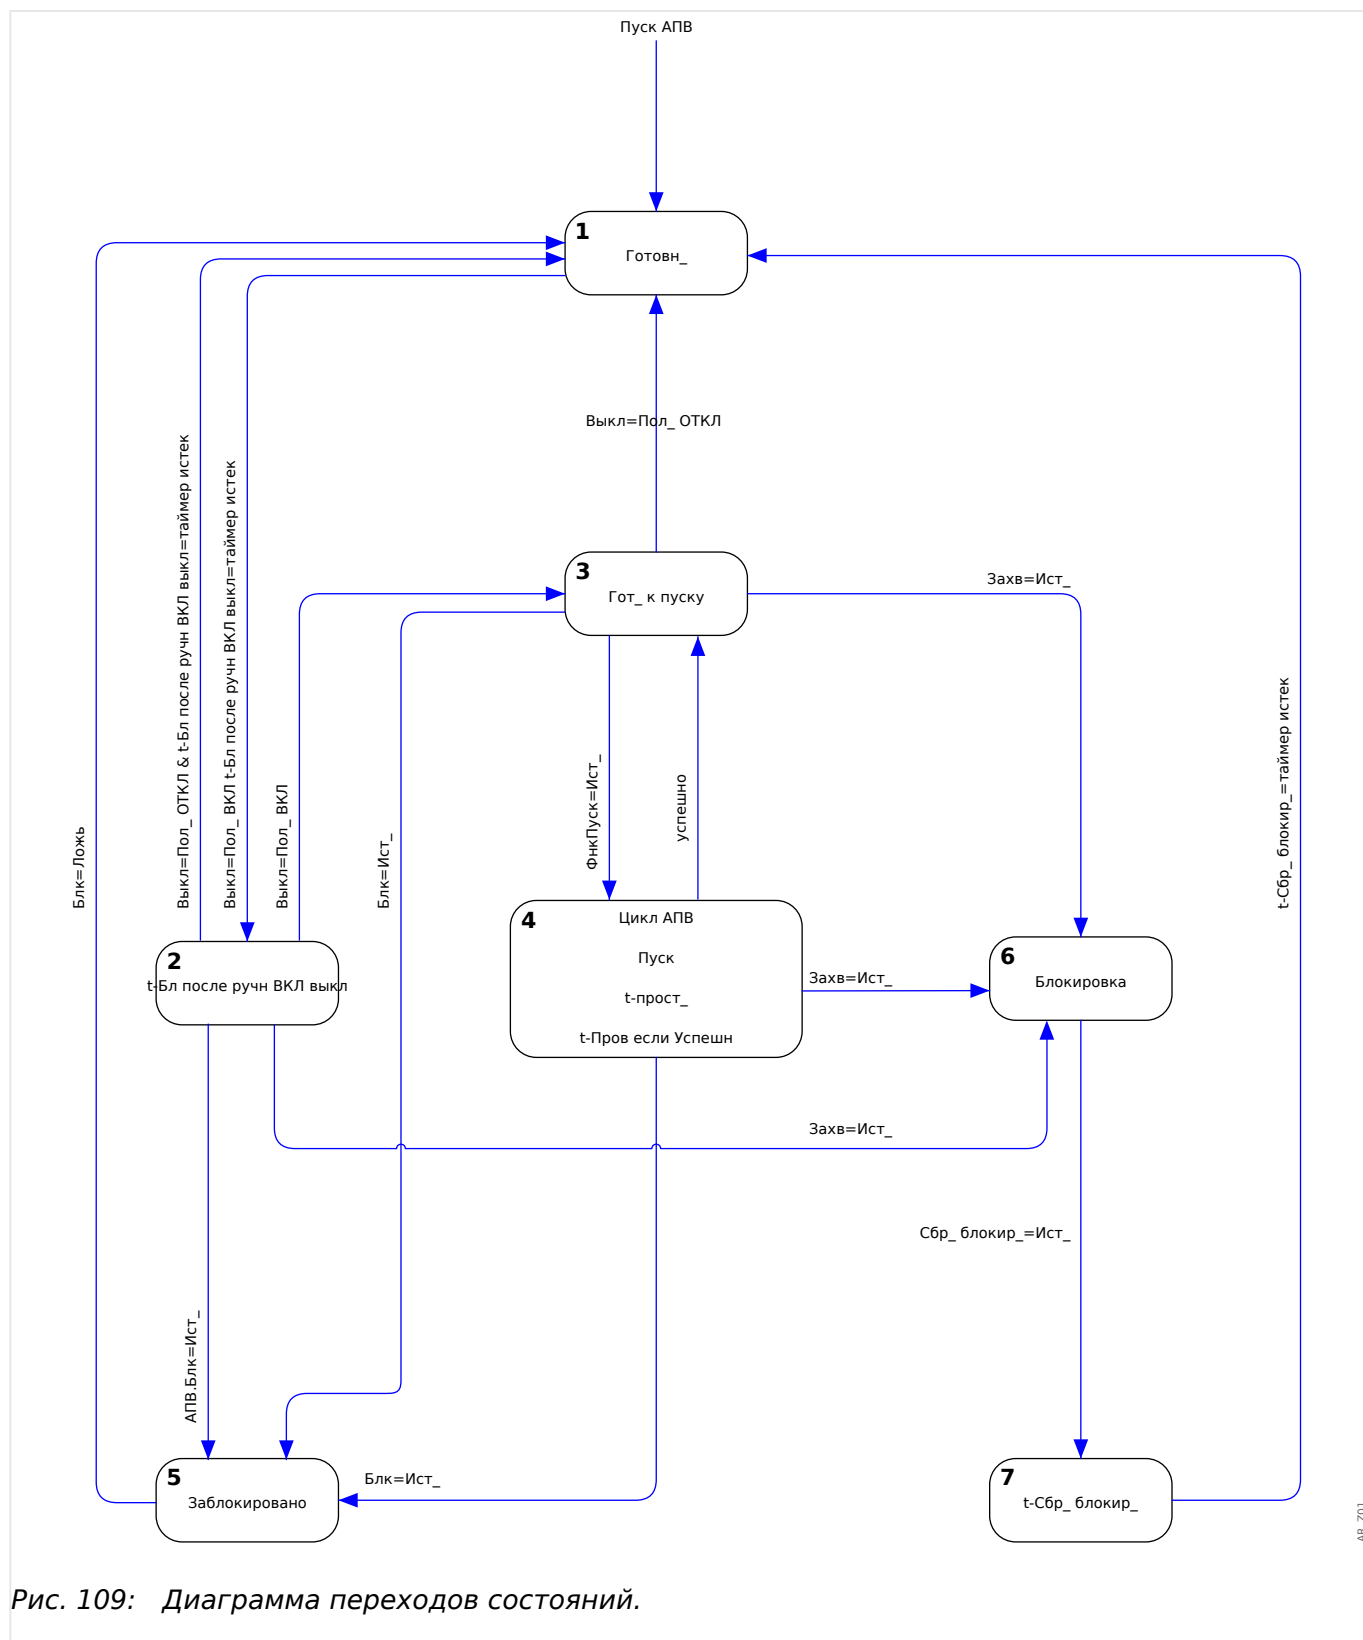 Пуск АПВ
1
Готовн_
Выкл=Пол_ ОТКЛ & t-Бл после ручн ВКЛ выкл=таймер истек
Выкл=Пол_ ВКЛ t-Бл после ручн ВКЛ выкл=таймер истек
Выкл=Пол_ ОТКЛ
3
Гот_ к пуску
Захв=Ист_
Блк=Ложь
Выкл=Пол_ ВКЛ
Блк=Ист_
ФнкПуск=Ист_
успешно
t-Сбр_ блокир_=таймер истек
2
t-Бл после ручн ВКЛ выкл
4
Цикл АПВ
Пуск
t-прост_
t-Пров если Успешн
Захв=Ист_
6
Блокировка
Захв=Ист_
Сбр_ блокир_=Ист_
АПВ.Блк=Ист_
5
Заблокировано
Блк=Ист_
7
t-Сбр_ блокир_
AR_Z01
Рис. 109: Диаграмма переходов состояний.